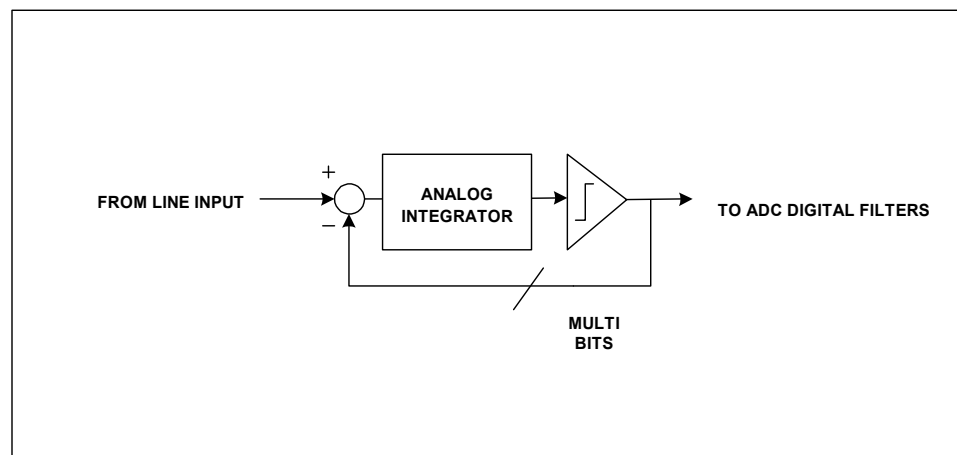 +
FROM LINE INPUT
−
ANALOG
INTEGRATOR
TO ADC DIGITAL FILTERS
MULTI
BITS